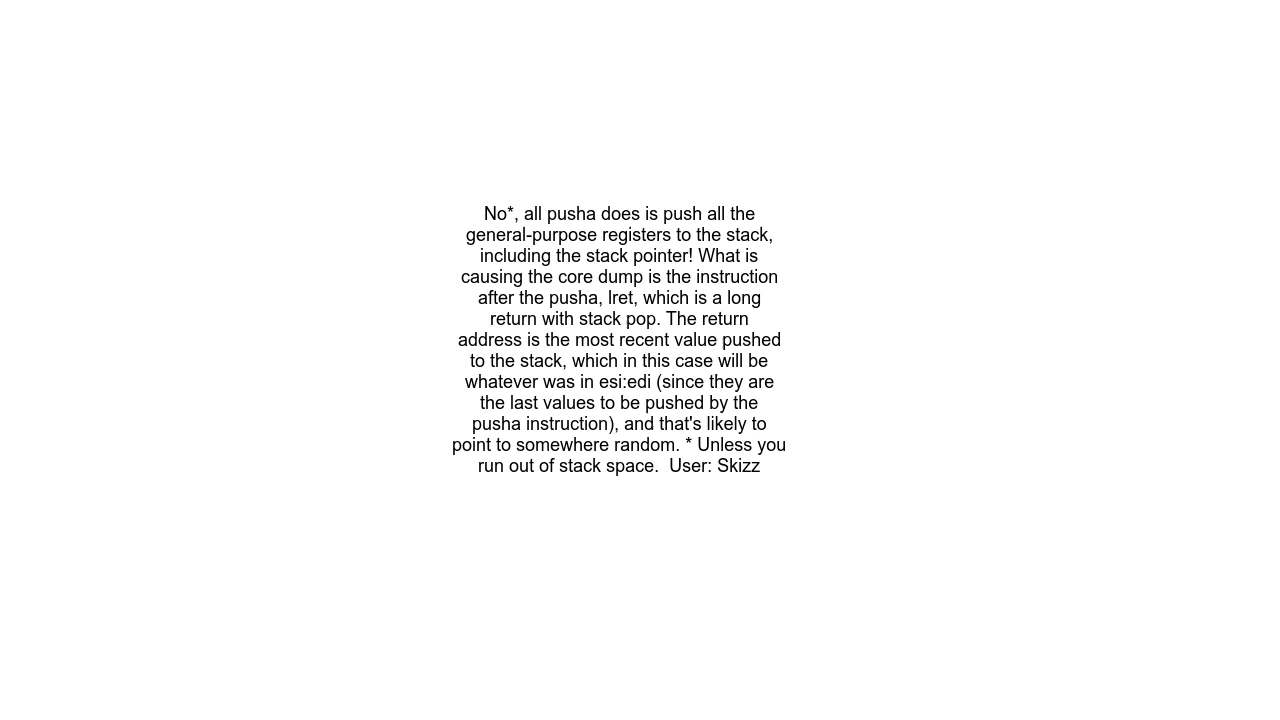 No*, all pusha does is push all the
general-purpose registers to the stack,
including the stack pointer! What is
causing the core dump is the instruction
after the pusha, lret, which is a long
return with stack pop. The return
address is the most recent value pushed
to the stack, which in this case will be
whatever was in esi:edi (since they are
the last values to be pushed by the
pusha instruction), and that's likely to
point to somewhere random. * Unless you
run out of stack space.  User: Skizz